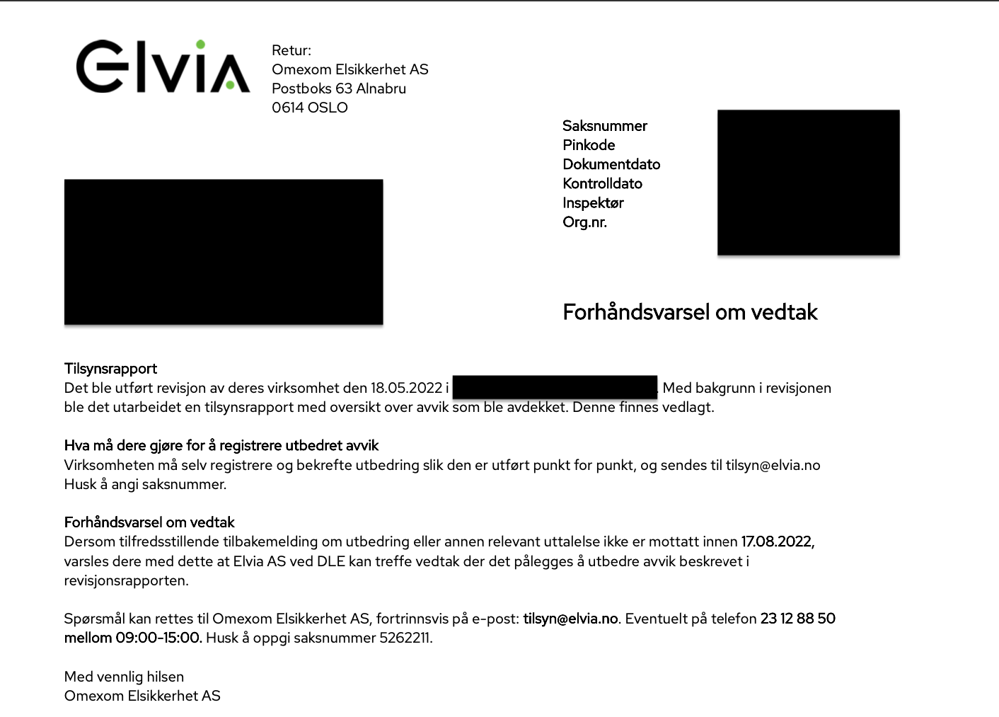 Elvia
Retur:
Omexom Elsikkerhet AS
Postboks 63 Alnabru
0614 OSLO
Saksnummer
Pinkode
Dokumentdato
Kontrolldato
Inspektør
Org.nr.
Forhåndsvarsel om vedtak
Tilsynsrapport
Det ble utført revisjon av deres virksomhet den 18.05.2022 i . Med bakgrunn i revisjonen
ble det utarbeidet en tilsynsrapport med oversikt over avvik som ble avdekket. Denne finnes vedlagt.
Hva må dere gjøre for å registrere utbedret avvik
Virksomheten må selv registrere og bekrefte utbedring slik den er utført punkt for punkt, og sendes til tilsyn@elvia.no
Husk å angi saksnummer.
Forhåndsvarsel om vedtak
Dersom tilfredsstillende tilbakemelding om utbedring eller annen relevant uttalelse ikke er mottatt innen 17.08.2022,
varsles dere med dette at Elvia AS ved DLE kan treffe vedtak der det pålegges å utbedre avvik beskrevet i
revisjonsrapporten.
Spørsmål kan rettes til Omexom Elsikkerhet AS, fortrinnsvis på e-post: tilsyn@elvia.no. Eventuelt på telefon 23 12 88 50
mellom 09:00-15:00. Husk å oppgi saksnummer 5262211.
Med vennlig hilsen
Omexom Elsikkerhet AS